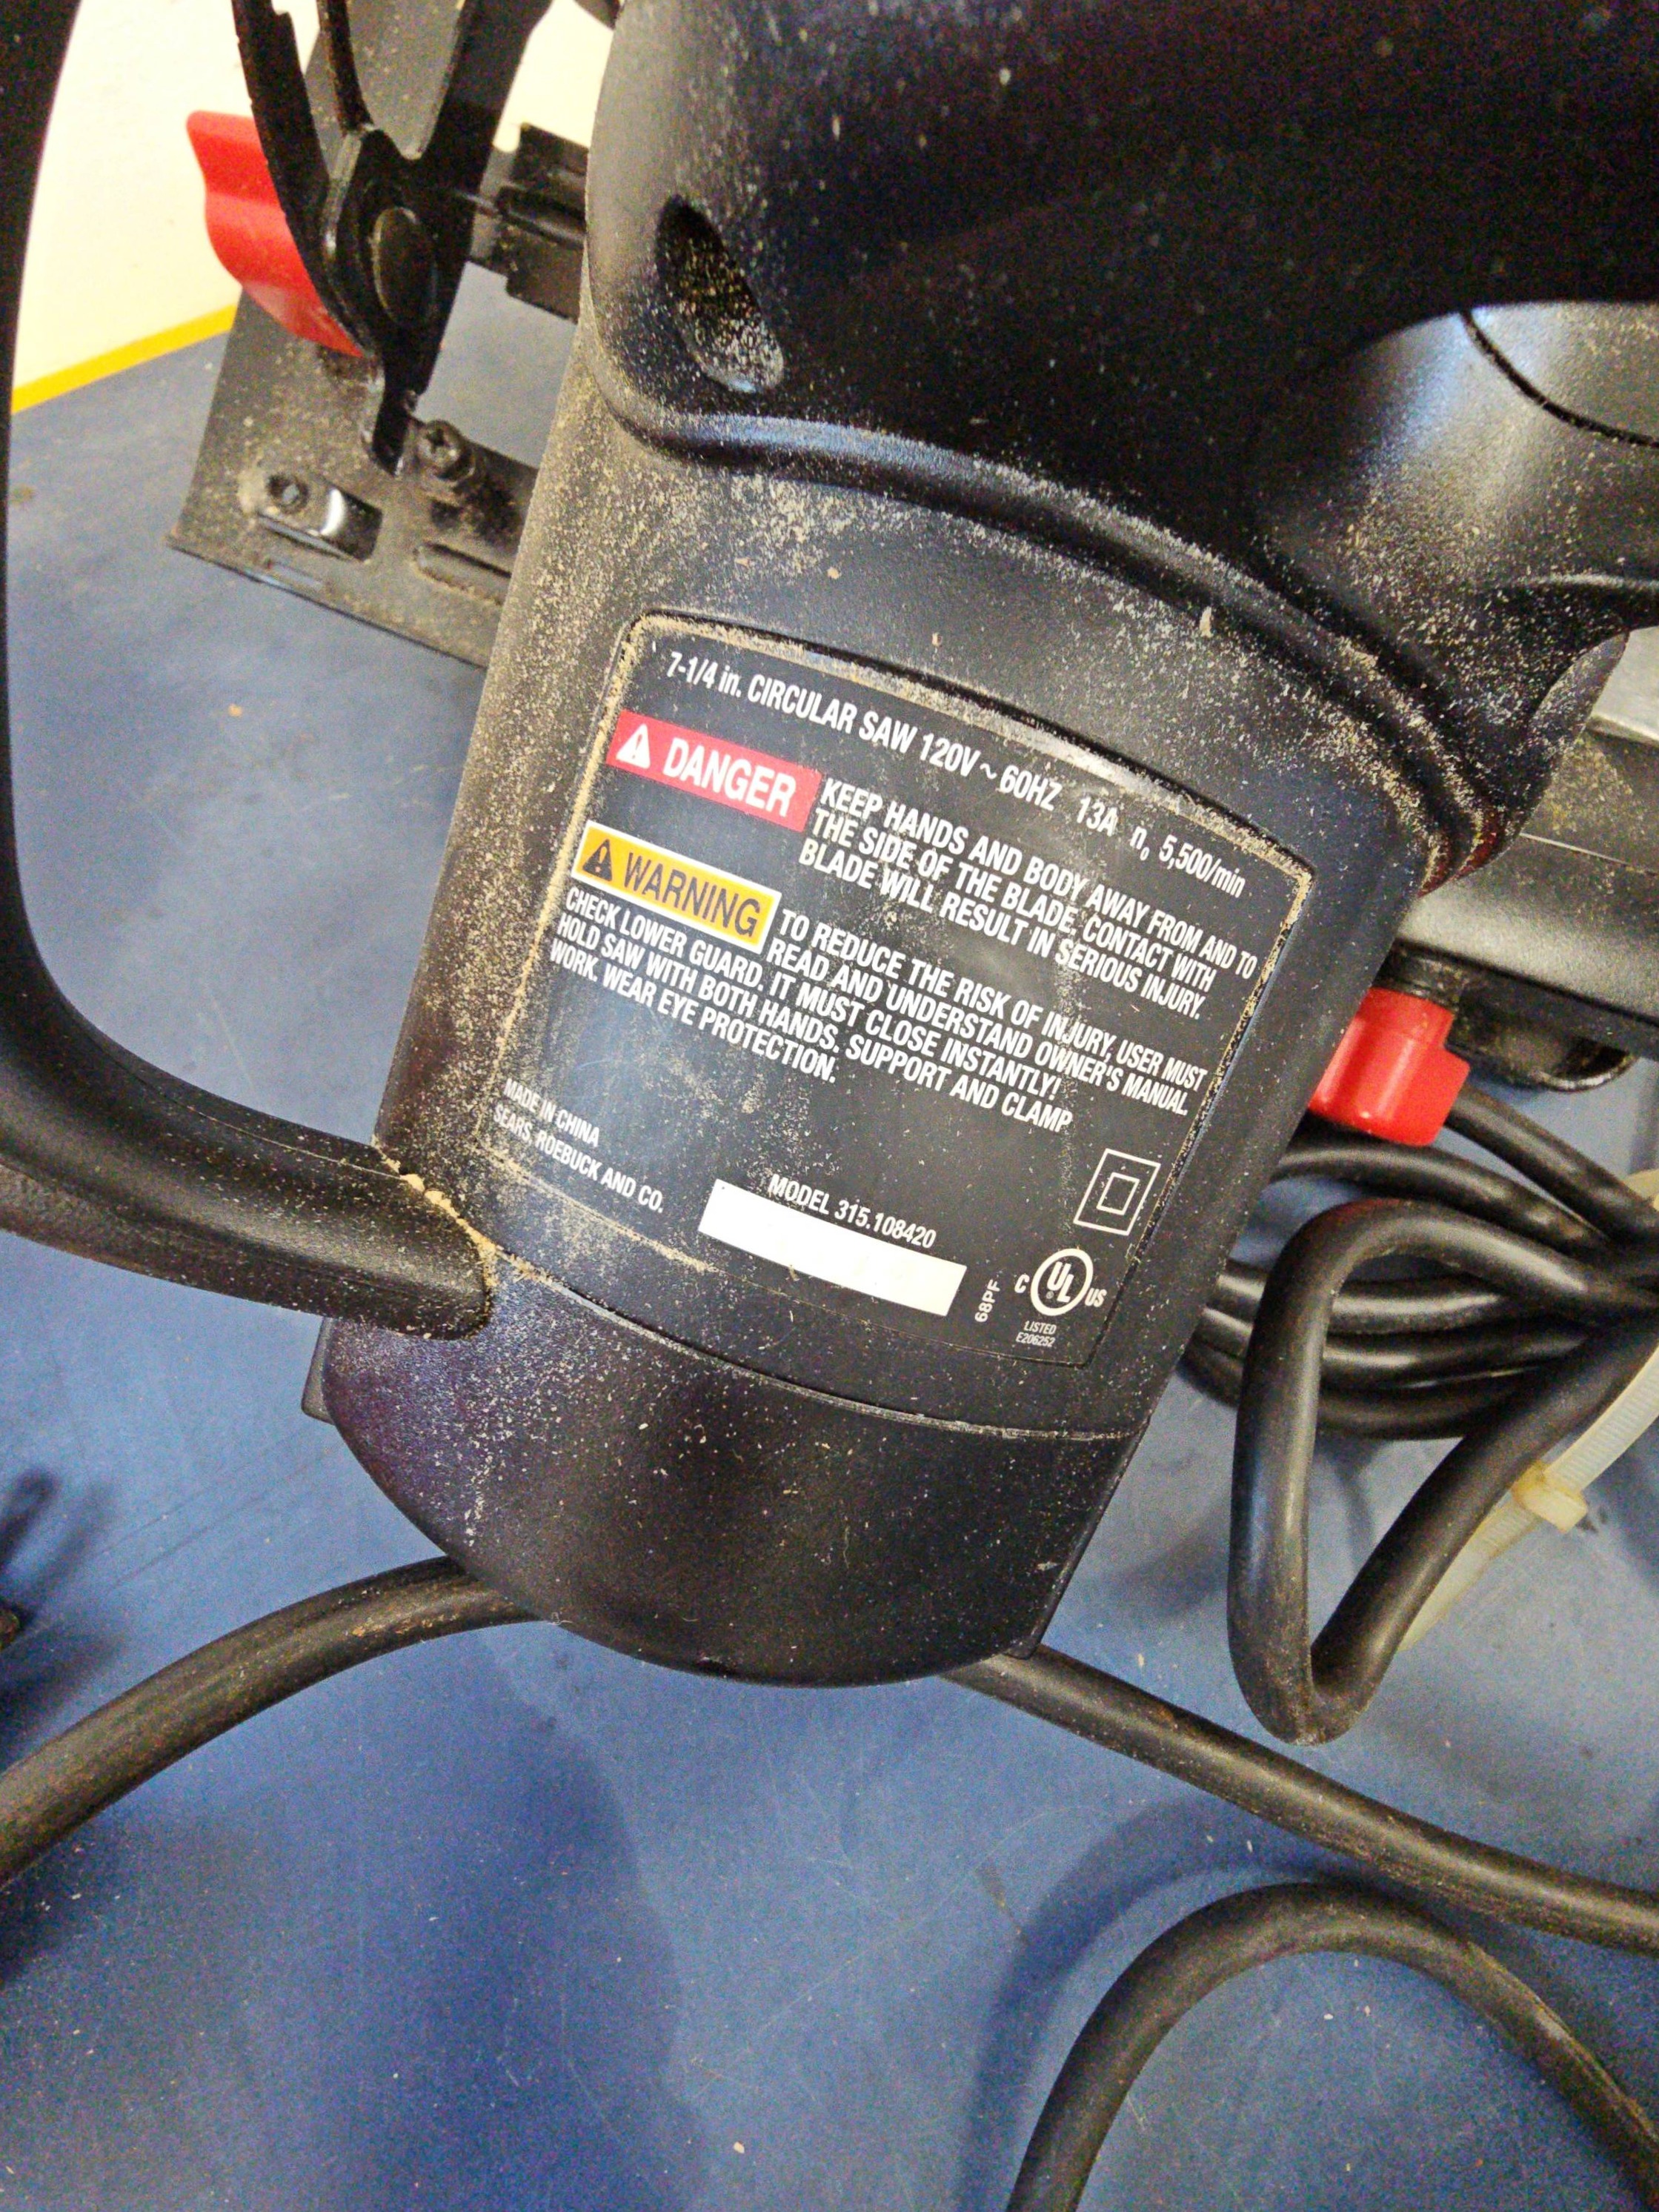 7-1/4 in. CIRCULAR SAW 120V ~ 60HZ 13A n₀ 5,500/min
DANGER KEEP HANDS AND BODY AWAY FROM AND TO
THE SIDE OF THE BLADE. CONTACT WITH
BLADE WILL RESULT IN SERIOUS INJURY.
WARNING TO REDUCE THE RISK OF INJURY, USER MUST
READ AND UNDERSTAND OWNER'S MANUAL.
CHECK LOWER GUARD. IT MUST CLOSE INSTANTLY!
HOLD SAW WITH BOTH HANDS. SUPPORT AND CLAMP
WORK. WEAR EYE PROTECTION.
MADE IN CHINA
SEARS, ROEBUCK AND CO.
MODEL 315.108420
68PF
C UL US
LISTED
E206252